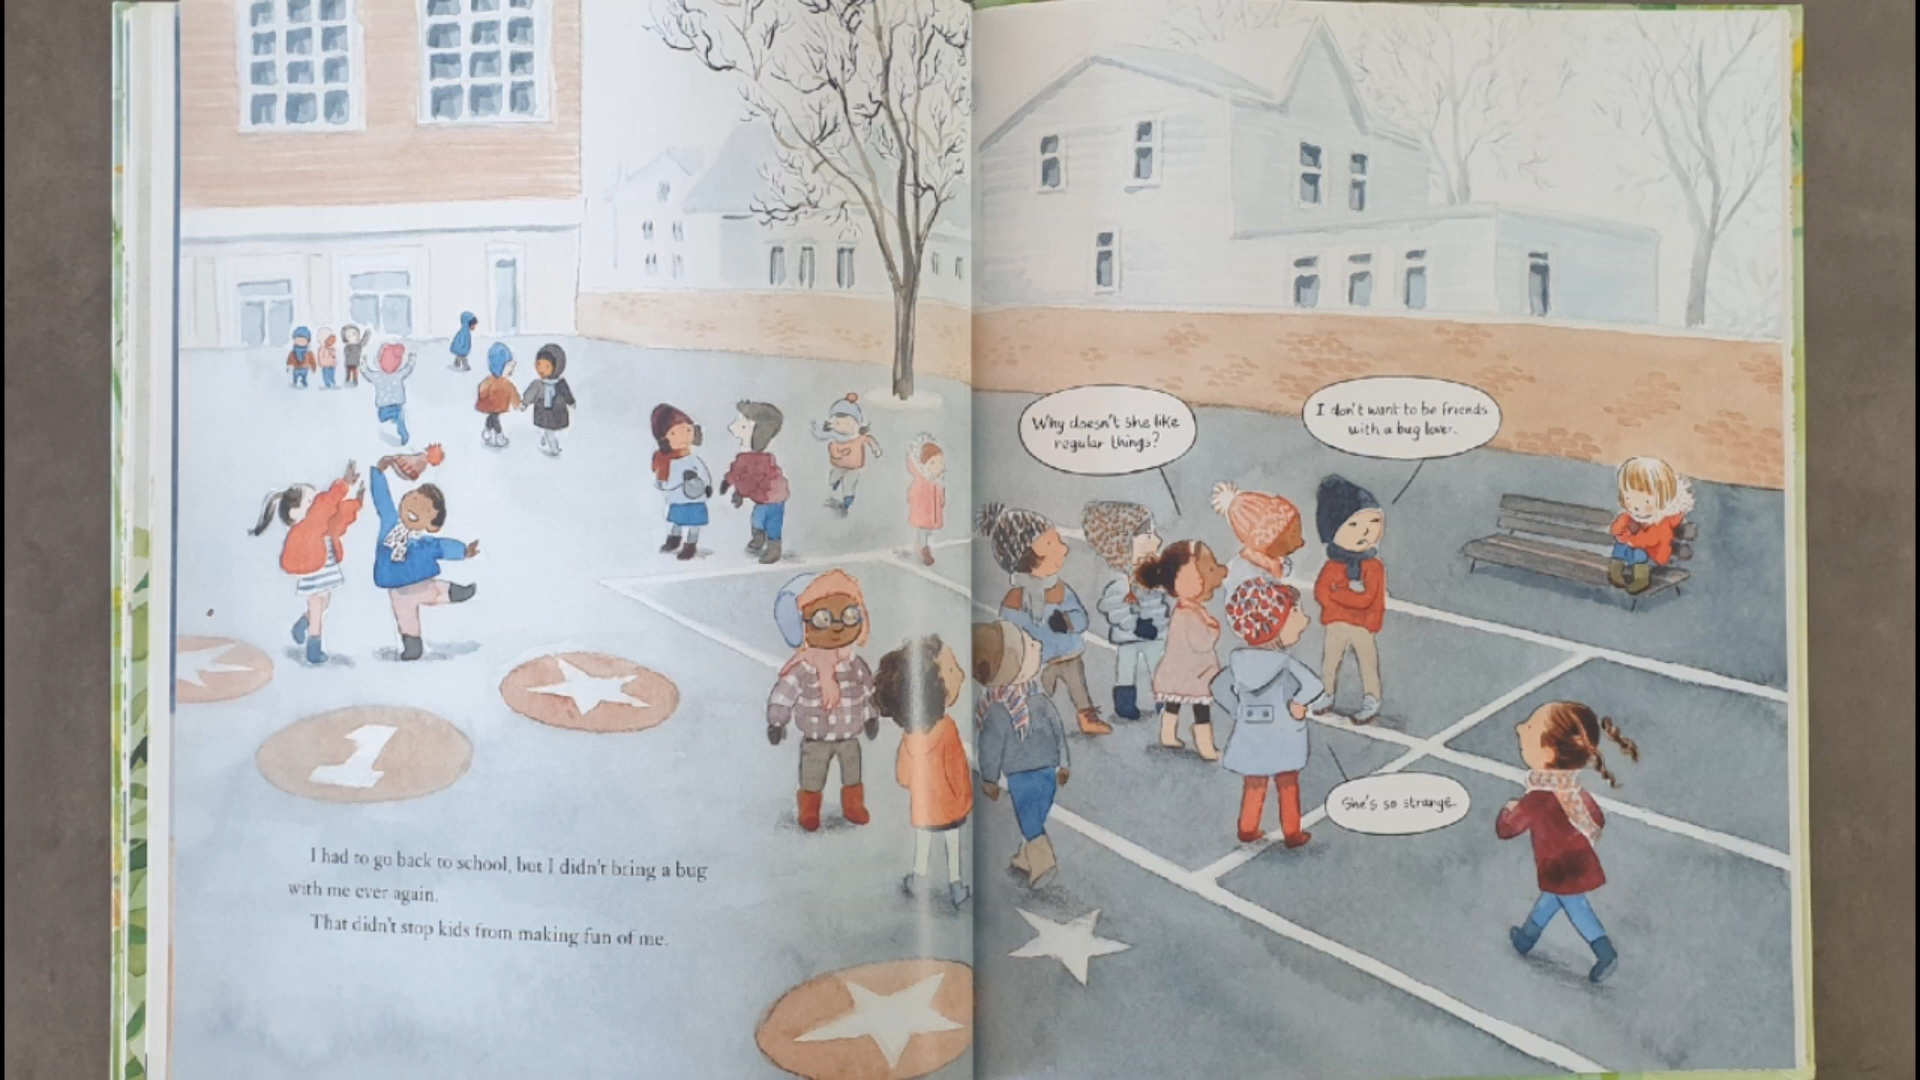 I had to go back to school, but I didn't bring a bug
with me ever again.
That didn't stop kids from making fun of me.
1
Why doesn't she like
regular things?
I don't want to be friends
with a bug lover.
She's so strange.